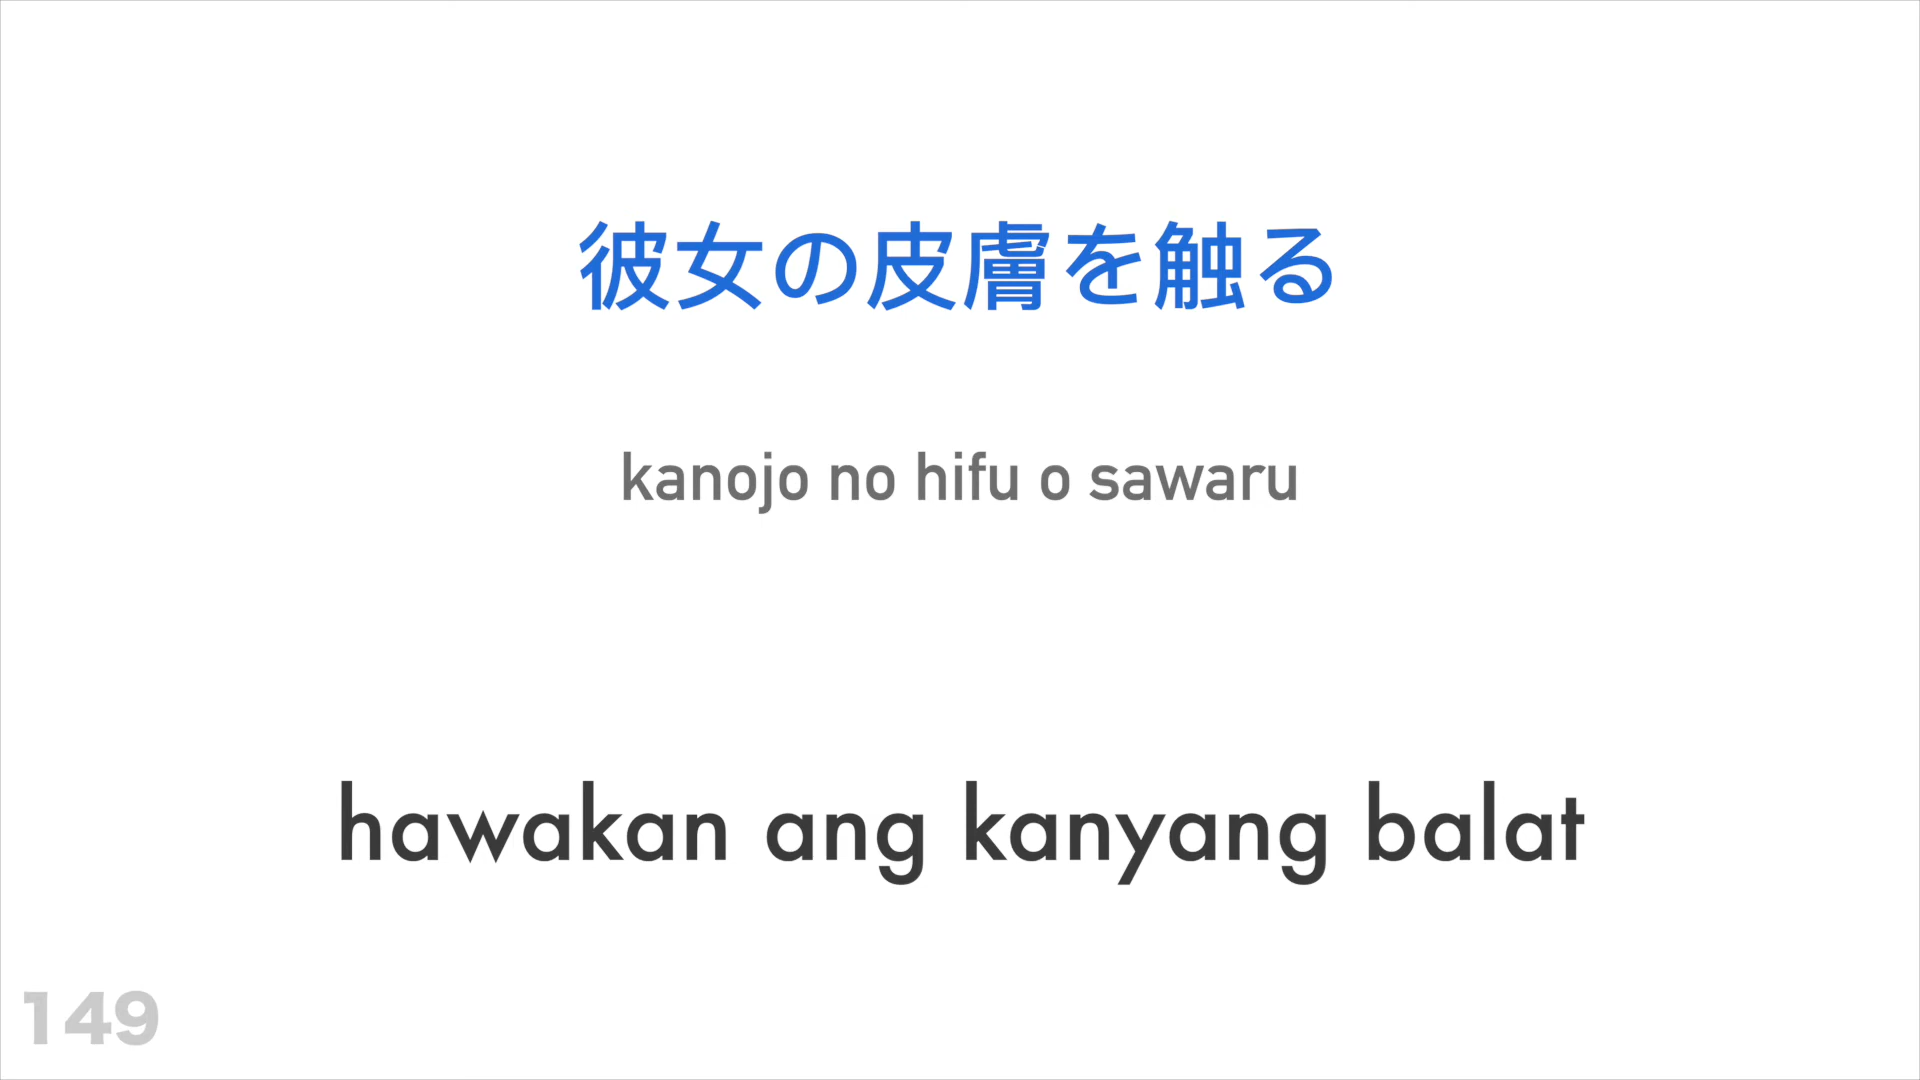 彼女の皮膚を触る
kanojo no hifu o sawaru
hawakan ang kanyang balat
149